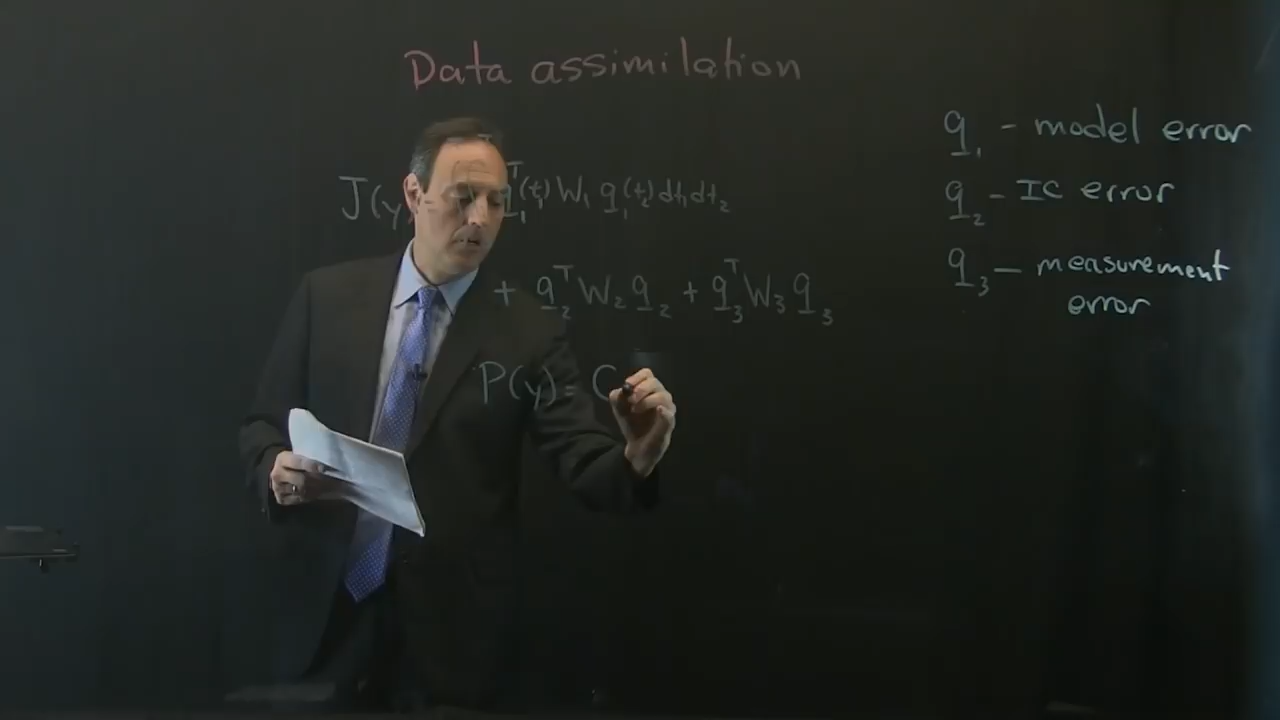 Data assimilation
q₁ - model error
J(y q₁ᵀ(t₁) W₁ q₁(t₂) dt₁ dt₂
q₂ - IC error
+ q₂ᵀ W₂ q₂ + q₃ᵀ W₃ q₃
q₃ - measurement
error
P(y) = C